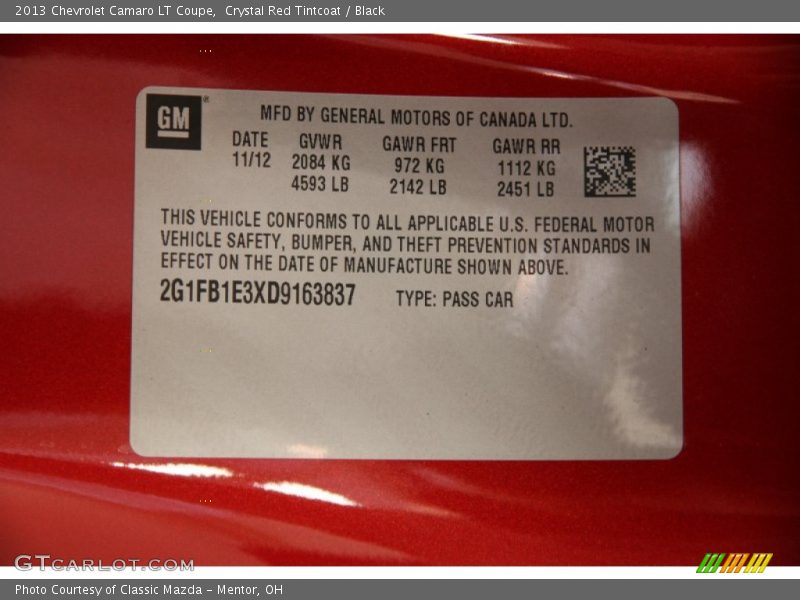 2013 Chevrolet Camaro LT Coupe,  Crystal Red Tintcoat / Black
GM®
MFD BY GENERAL MOTORS OF CANADA LTD.
DATE GVWR GAWR FRT GAWR RR
11/12 2084 KG 972 KG 1112 KG
4593 LB 2142 LB 2451 LB
THIS VEHICLE CONFORMS TO ALL APPLICABLE U.S. FEDERAL MOTOR
VEHICLE SAFETY, BUMPER, AND THEFT PREVENTION STANDARDS IN
EFFECT ON THE DATE OF MANUFACTURE SHOWN ABOVE.
2G1FB1E3XD9163837 TYPE: PASS CAR
GTCARLOT.COM
Photo Courtesy of Classic Mazda - Mentor, OH